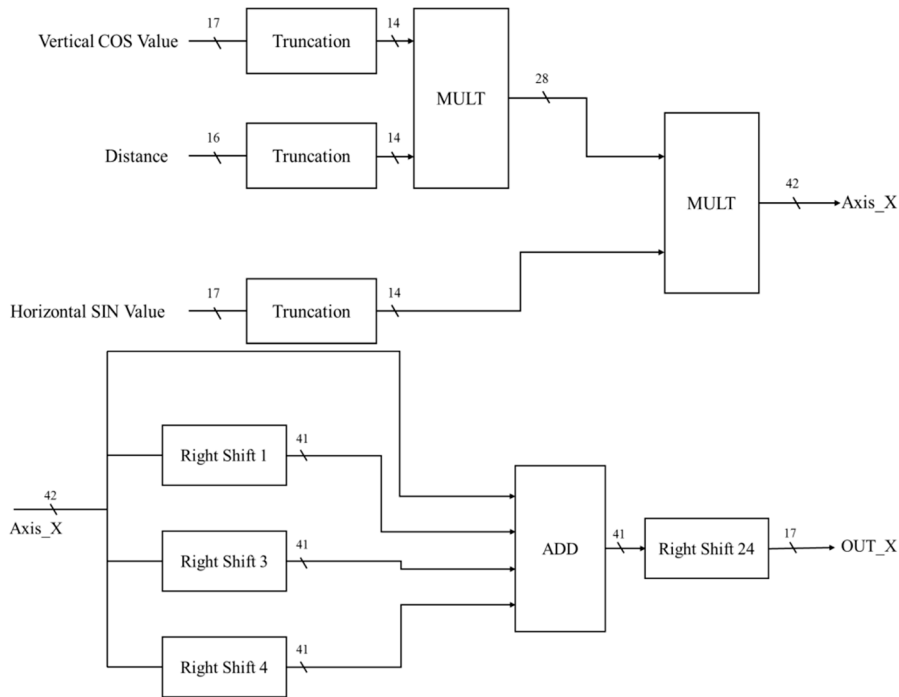 17
14
Vertical COS Value
Truncation
MULT
28
16
14
Distance
Truncation
MULT
42
Axis_X
17
14
Horizontal SIN Value
Truncation
41
Right Shift 1
42
Axis_X
41
Right Shift 3
ADD
41
Right Shift 24
17
OUT_X
41
Right Shift 4